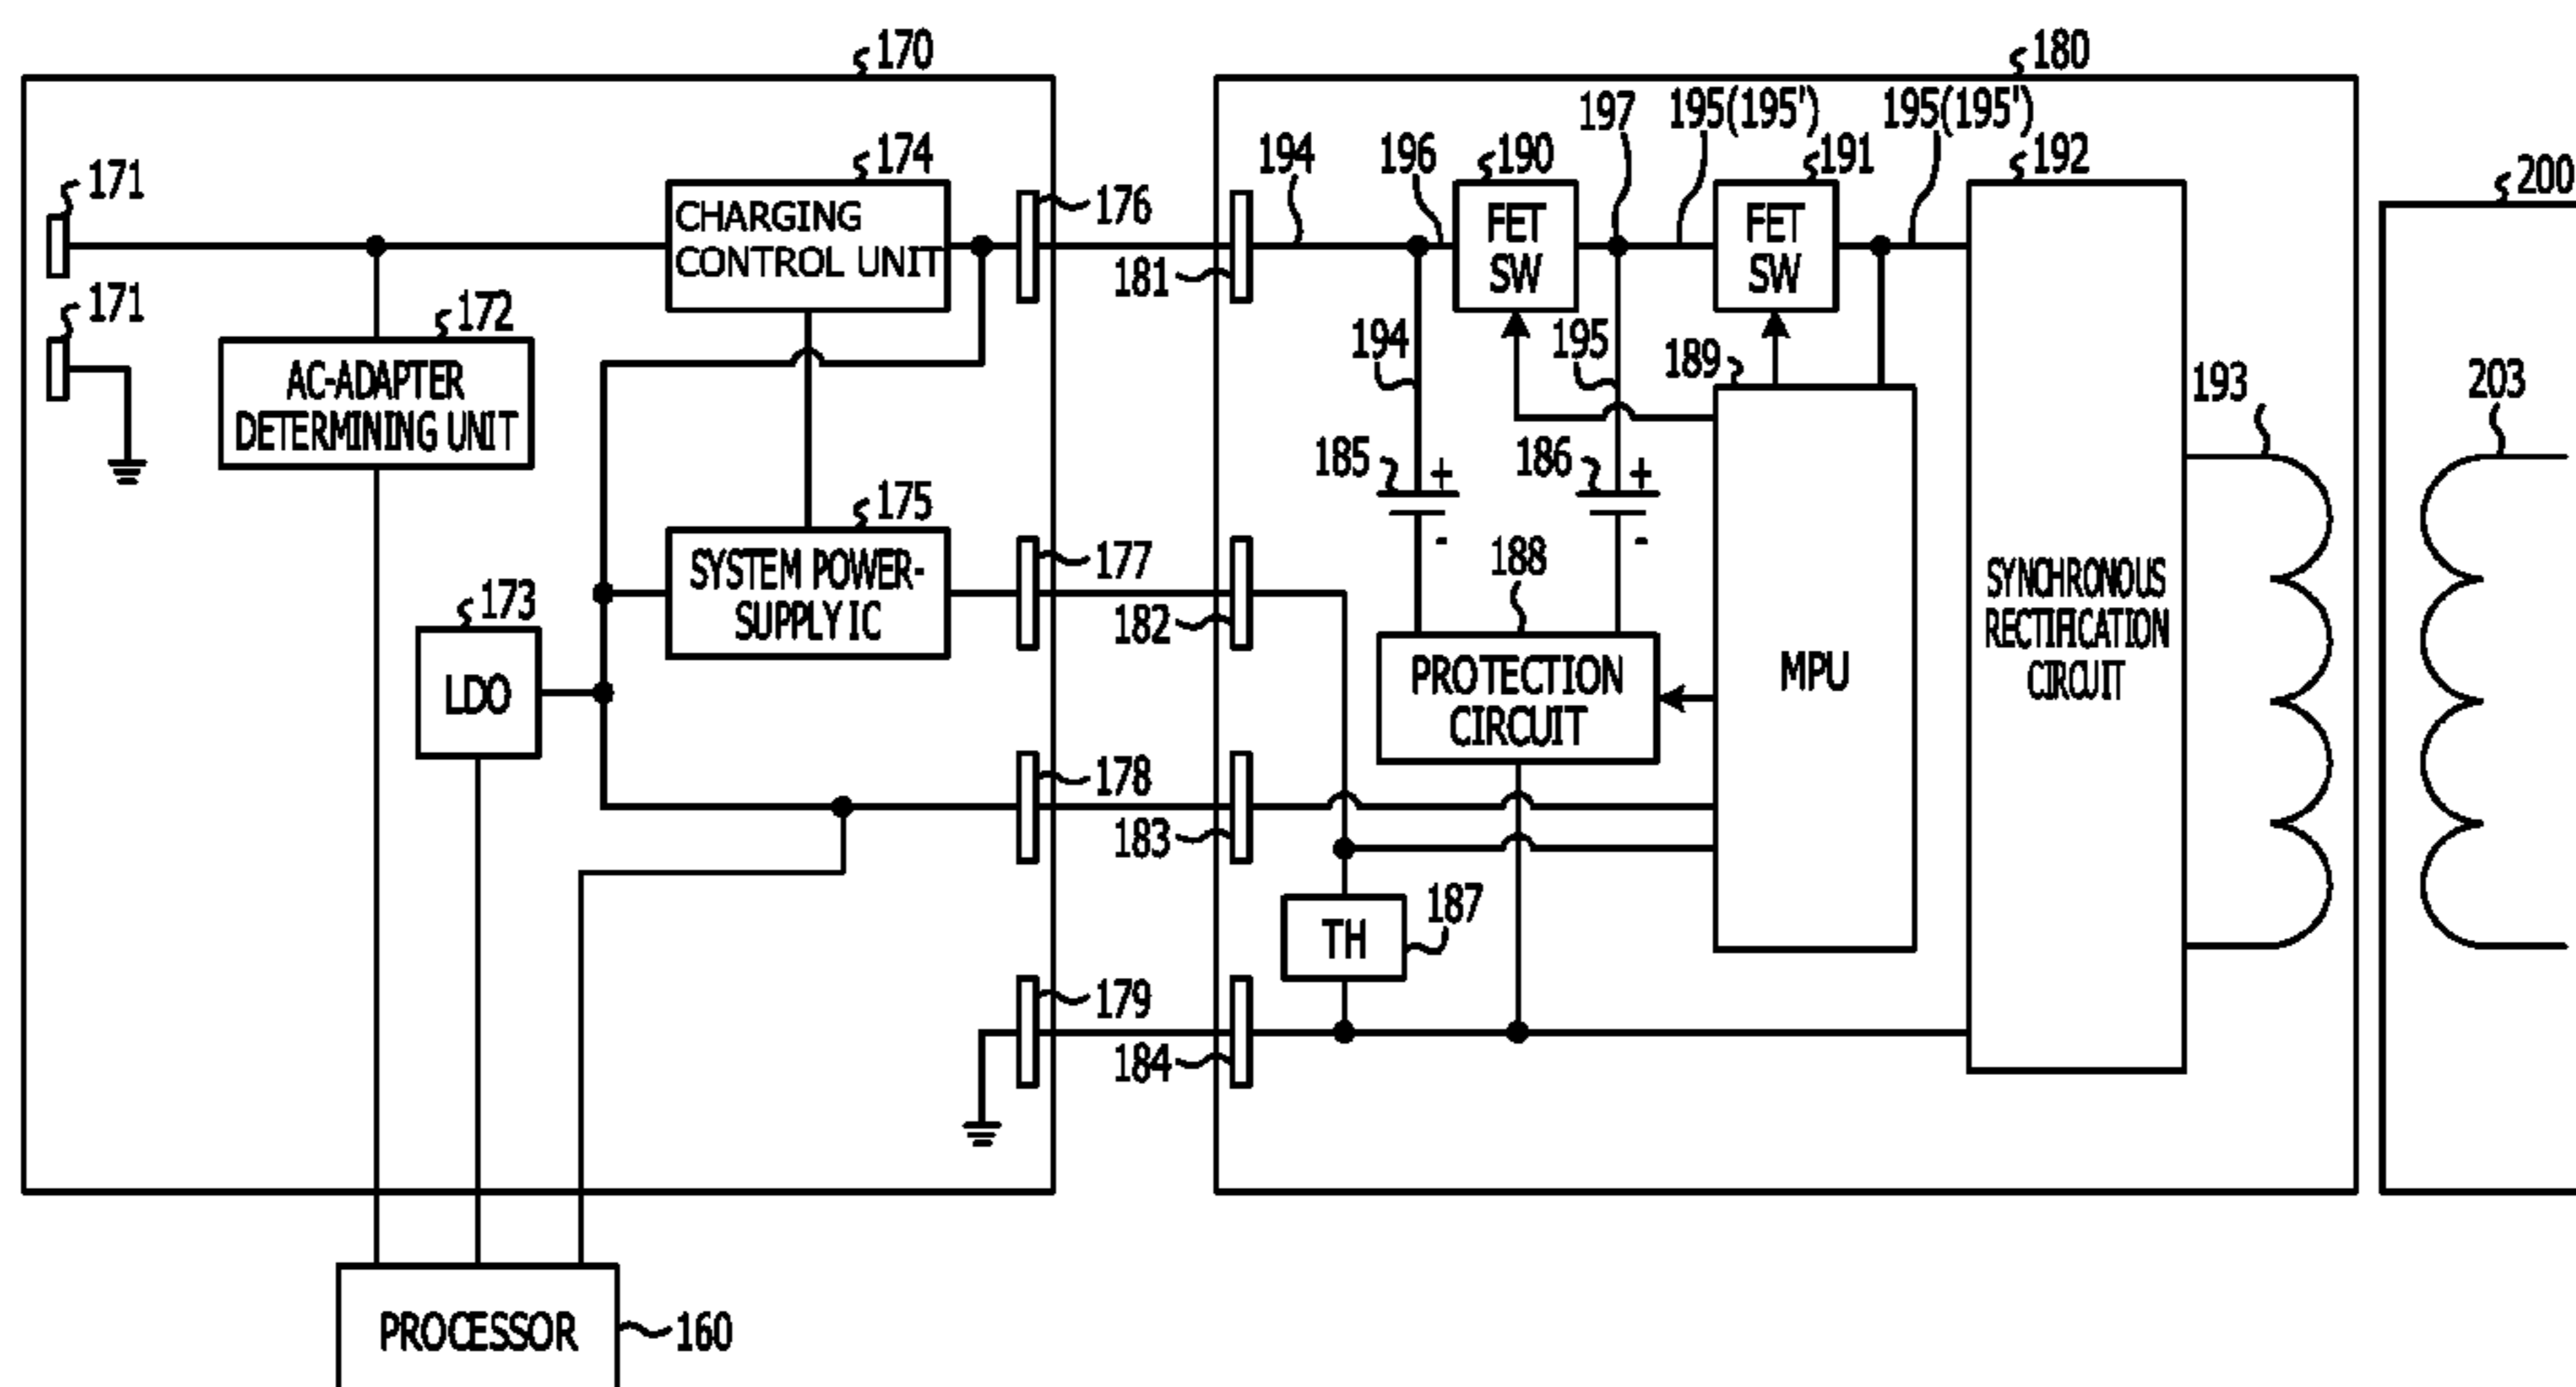 170
180
171
174
194
196
190
197
195(195')
191
195(195')
192
200
CHARGING
CONTROL UNIT
176
181
FET
SW
FET
SW
171
172
AC-ADAPTER
DETERMINING UNIT
194
195
189
193
203
185
+
-
186
+
-
175
SYSTEM POWER-
SUPPLY IC
177
182
188
PROTECTION
CIRCUIT
MPU
SYNCHRONOUS
RECTIFICATION
CIRCUIT
173
LDO
178
183
TH
187
179
184
PROCESSOR
160